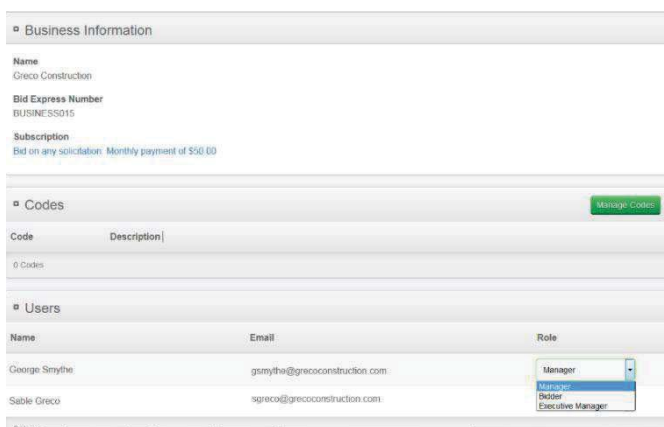 Business Information
Name
Greco Construction
Bid Express Number
BUSINESS015
Subscription
Bid on any solicitation Monthly payment of $50.00
Codes
Manage Codes
Code Description
0 Codes
Users
Name Email Role
George Smythe gsmythe@grecoconstruction.com Manager
Manager
Bidder
Sable Greco sgreco@grecoconstruction.com
Executive Manager